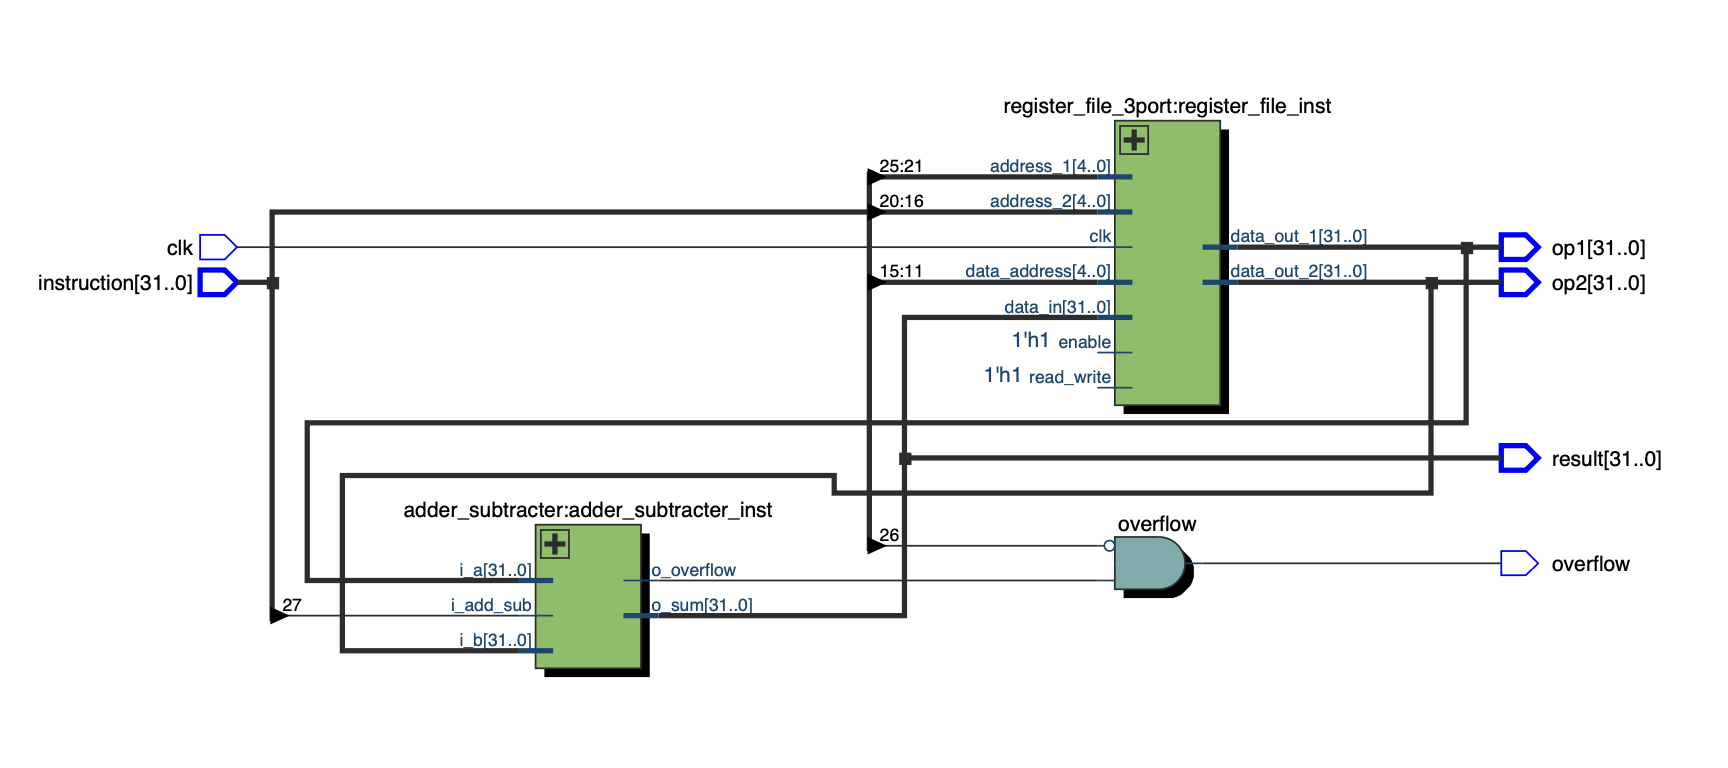 register_file_3port:register_file_inst
25:21 address_1[4..0]
20:16 address_2[4..0]
clk clk data_out_1[31..0] op1[31..0]
instruction[31..0] 15:11 data_address[4..0] data_out_2[31..0] op2[31..0]
data_in[31..0]
1'h1 enable
1'h1 read_write
result[31..0]
adder_subtracter:adder_subtracter_inst
overflow
26
i_a[31..0] o_overflow overflow
27 i_add_sub o_sum[31..0]
i_b[31..0]